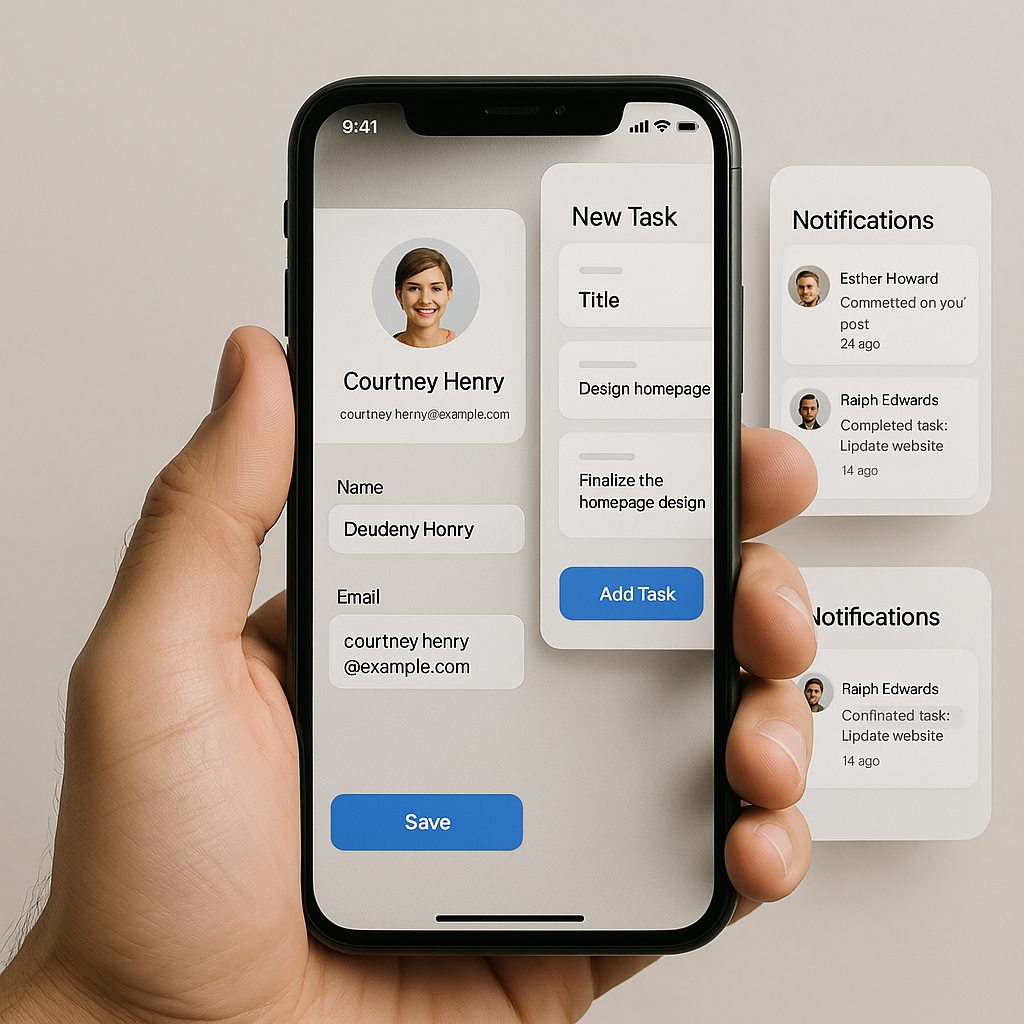 9:41
Courtney Henry
courtney herny@example.com
Name
Deudeny Honry
Email
courtney henry
@example.com
Save
New Task
Title
Design homepage
Finalize the
homepage design
Add Task
Notifications
Esther Howard
Commetted on you'
post
24 ago
Raiph Edwards
Completed task:
Lipdate website
14 ago
Notifications
Raiph Edwards
Confinated task:
Lipdate website
14 ago